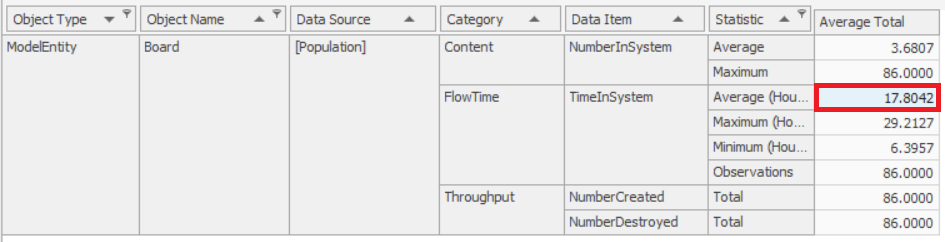 Object Type Object Name Data Source Category Data Item Statistic Average Total
ModelEntity Board [Population] Content NumberInSystem Average 3.6807
Maximum 86.0000
FlowTime TimeInSystem Average (Hou... 17.8042
Maximum (Ho... 29.2127
Minimum (Hou... 6.3957
Observations 86.0000
Throughput NumberCreated Total 86.0000
NumberDestroyed Total 86.0000